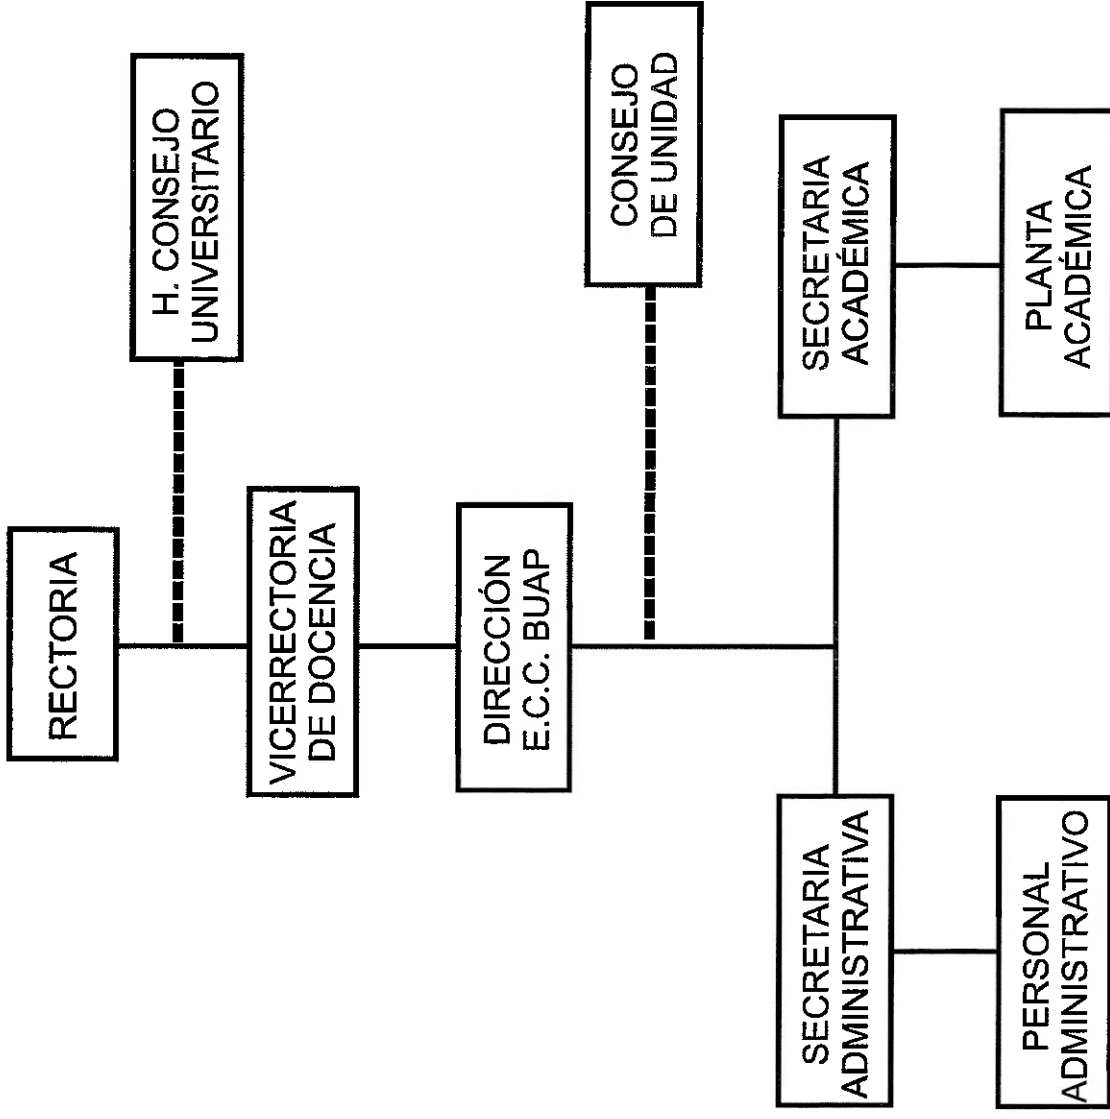 RECTORIA
H. CONSEJO
UNIVERSITARIO
VICERRECTORIA
DE DOCENCIA
DIRECCIÓN
E.C.C. BUAP
CONSEJO
DE UNIDAD
SECRETARIA
ADMINISTRATIVA
SECRETARIA
ACADÉMICA
PERSONAL
ADMINISTRATIVO
PLANTA
ACADÉMICA